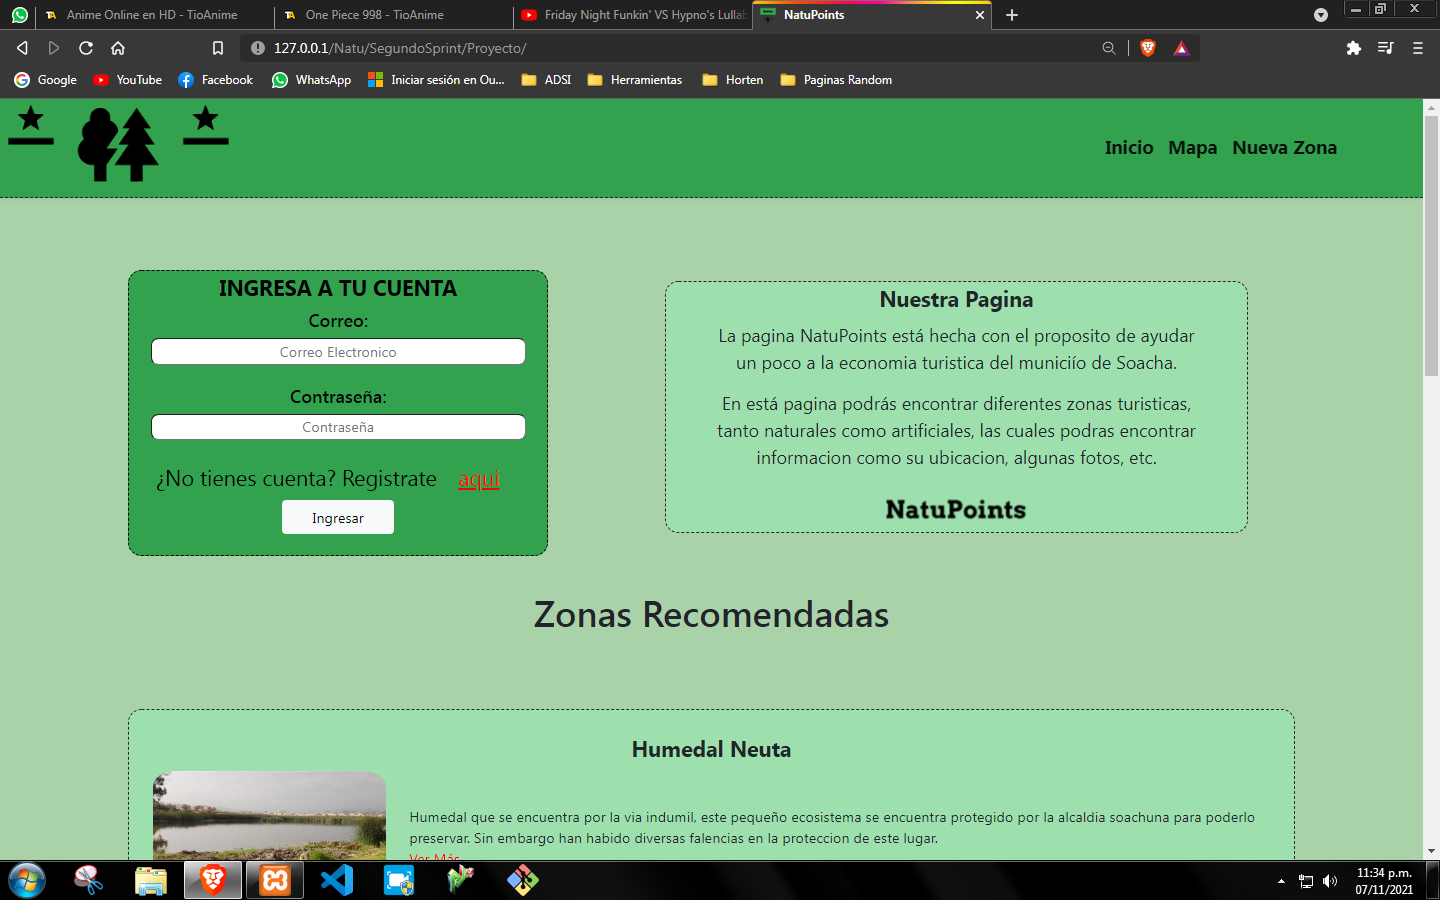 Anime Online en HD - TioAnime
One Piece 998 - TioAnime
Friday Night Funkin' VS Hypno's Lullab
NatuPoints
127.0.0.1/Natu/SegundoSprint/Proyecto/
Google
YouTube
Facebook
WhatsApp
Iniciar sesión en Ou...
ADSI
Herramientas
Horten
Paginas Random
Inicio
Mapa
Nueva Zona
INGRESA A TU CUENTA
Correo:
Correo Electronico
Contraseña:
Contraseña
¿No tienes cuenta? Registrate aqui
Ingresar
Nuestra Pagina
La pagina NatuPoints está hecha con el proposito de ayudar
un poco a la economia turistica del municiío de Soacha.
En está pagina podrás encontrar diferentes zonas turisticas,
tanto naturales como artificiales, las cuales podras encontrar
informacion como su ubicacion, algunas fotos, etc.
NatuPoints
Zonas Recomendadas
Humedal Neuta
Humedal que se encuentra por la via indumil, este pequeño ecosistema se encuentra protegido por la alcaldia soachuna para poderlo
preservar. Sin embargo han habido diversas falencias en la proteccion de este lugar.
Ver Más
11:34 p.m.
07/11/2021